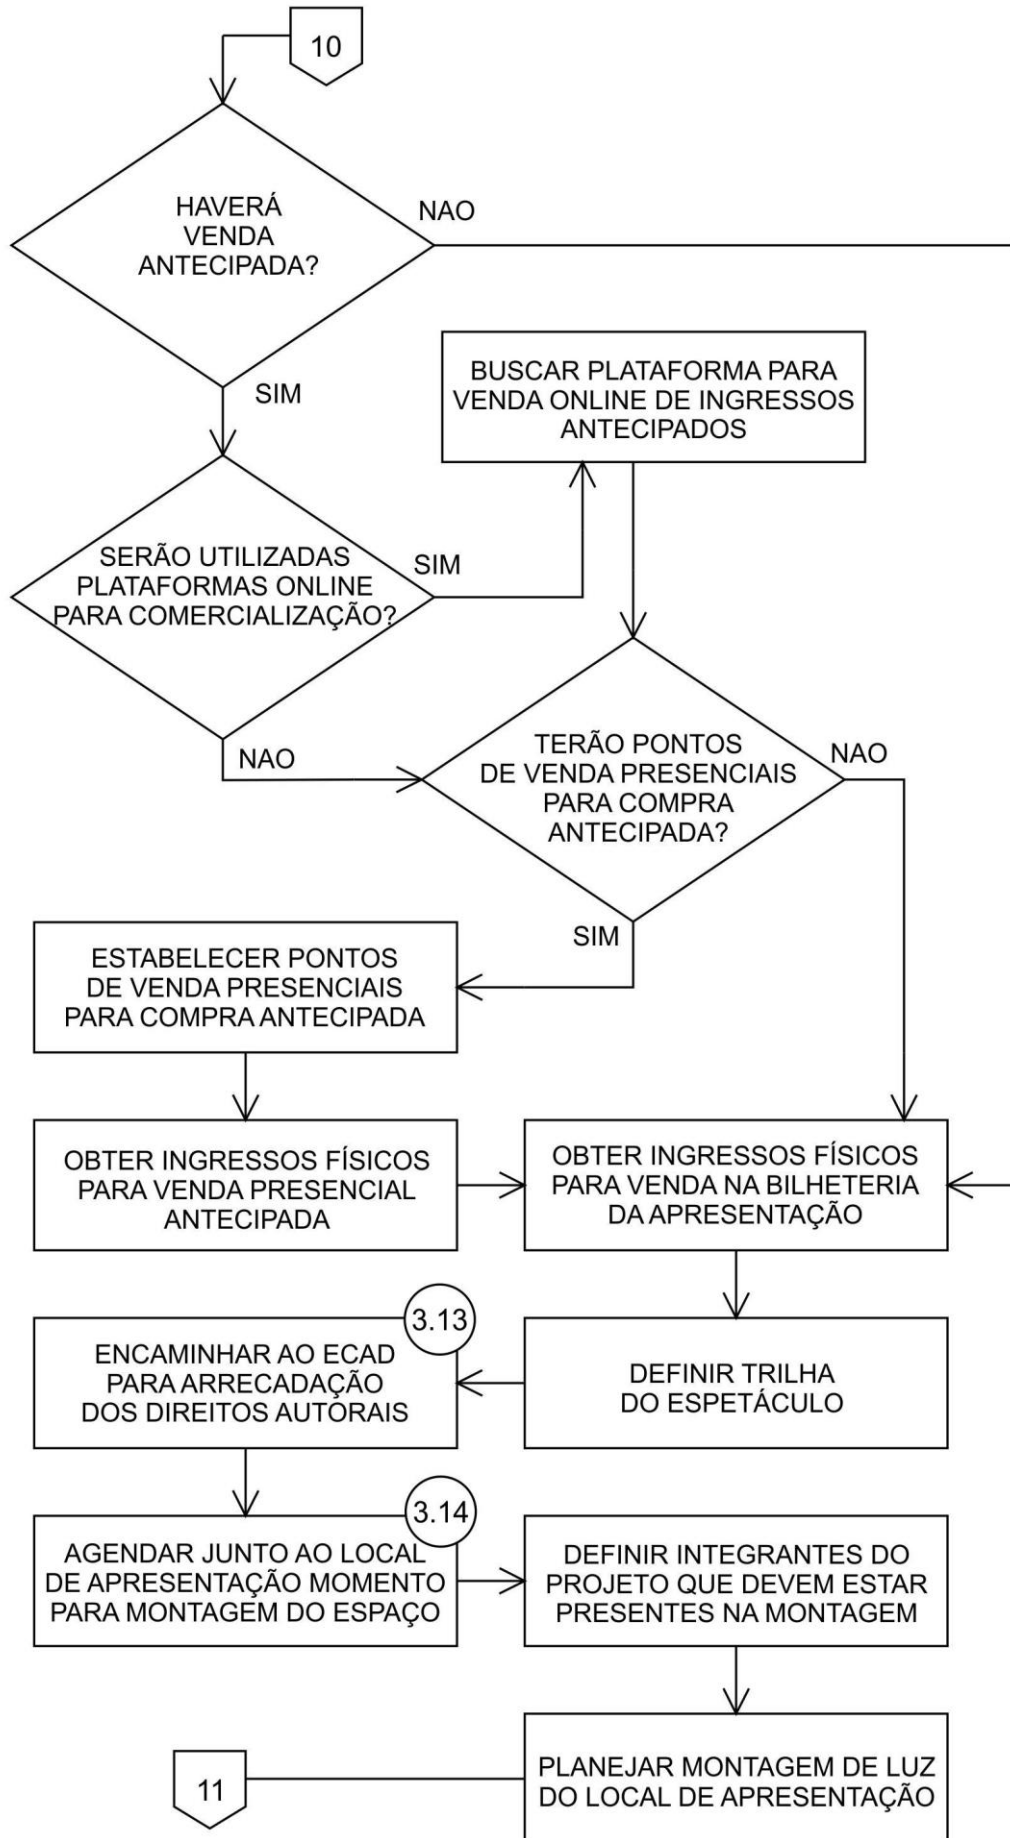 10
HAVERÁ
VENDA
ANTECIPADA?
NAO
SIM
BUSCAR PLATAFORMA PARA
VENDA ONLINE DE INGRESSOS
ANTECIPADOS
SERÃO UTILIZADAS
PLATAFORMAS ONLINE
PARA COMERCIALIZAÇÃO?
SIM
NAO
TERÃO PONTOS
DE VENDA PRESENCIAIS
PARA COMPRA
ANTECIPADA?
NAO
SIM
ESTABELECER PONTOS
DE VENDA PRESENCIAIS
PARA COMPRA ANTECIPADA
OBTER INGRESSOS FÍSICOS
PARA VENDA PRESENCIAL
ANTECIPADA
OBTER INGRESSOS FÍSICOS
PARA VENDA NA BILHETERIA
DA APRESENTAÇÃO
DEFINIR TRILHA
DO ESPETÁCULO
3.13
ENCAMINHAR AO ECAD
PARA ARRECADAÇÃO
DOS DIREITOS AUTORAIS
3.14
AGENDAR JUNTO AO LOCAL
DE APRESENTAÇÃO MOMENTO
PARA MONTAGEM DO ESPAÇO
DEFINIR INTEGRANTES DO
PROJETO QUE DEVEM ESTAR
PRESENTES NA MONTAGEM
PLANEJAR MONTAGEM DE LUZ
DO LOCAL DE APRESENTAÇÃO
11